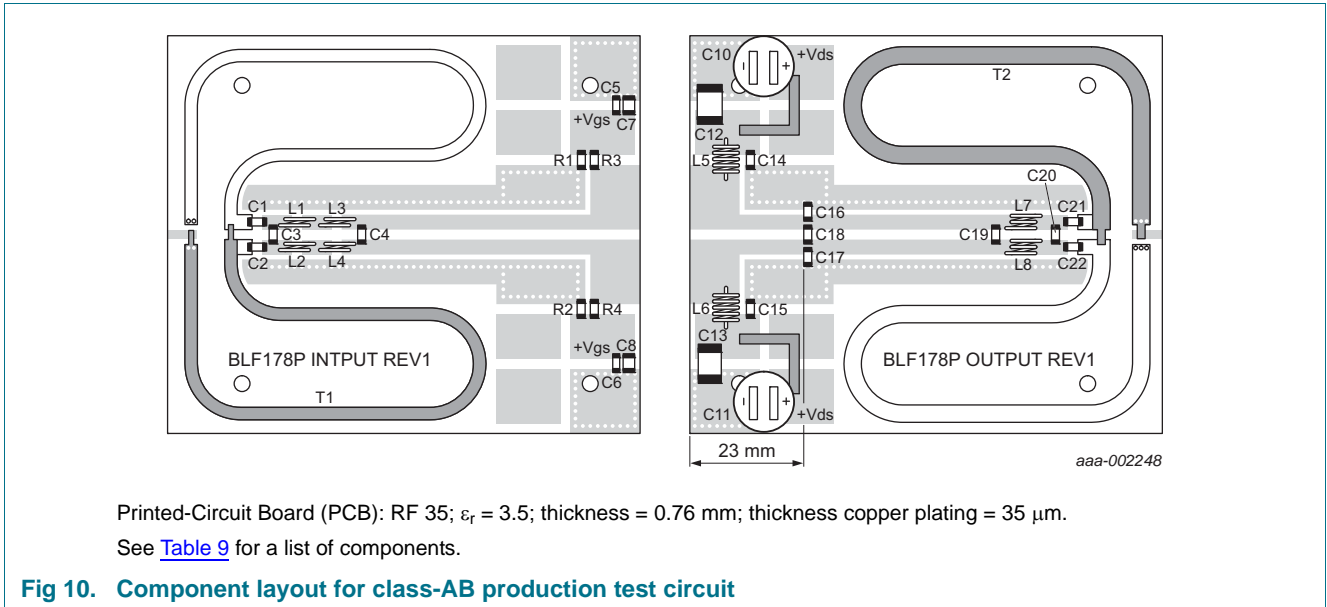 C5
+Vgs
C7
R1 R3
C1 L1 L3
C3 C4
C2 L2 L4
R2 R4
+Vgs C8
C6
BLF178P INTPUT REV1
T1
C10 - + +Vds
T2
C12
L5 C14
C20
C16
L7 C21
C18 C19
C17
L8 C22
L6 C15
C13
BLF178P OUTPUT REV1
C11 - + +Vds
23 mm
aaa-002248
Printed-Circuit Board (PCB): RF 35; εr = 3.5; thickness = 0.76 mm; thickness copper plating = 35 μm.
See Table 9 for a list of components.
Fig 10. Component layout for class-AB production test circuit